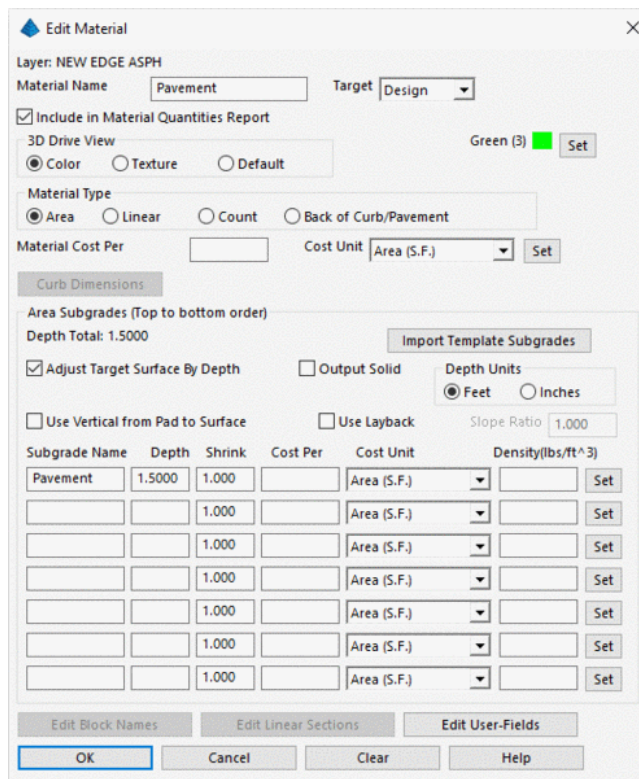 Edit Material
Layer: NEW EDGE ASPH
Material Name Pavement Target Design
Include in Material Quantities Report
3D Drive View Green (3) Set
Color Texture Default
Material Type
Area Linear Count Back of Curb/Pavement
Material Cost Per Cost Unit Area (S.F.) Set
Curb Dimensions
Area Subgrades (Top to bottom order)
Depth Total: 1.5000 Import Template Subgrades
Adjust Target Surface By Depth Output Solid Depth Units
Feet Inches
Use Vertical from Pad to Surface Use Layback Slope Ratio 1.000
Subgrade Name Depth Shrink Cost Per Cost Unit Density(lbs/ft^3)
Pavement 1.5000 1.000 Area (S.F.) Set
1.000 Area (S.F.) Set
1.000 Area (S.F.) Set
1.000 Area (S.F.) Set
1.000 Area (S.F.) Set
1.000 Area (S.F.) Set
1.000 Area (S.F.) Set
Edit Block Names Edit Linear Sections Edit User-Fields
OK Cancel Clear Help